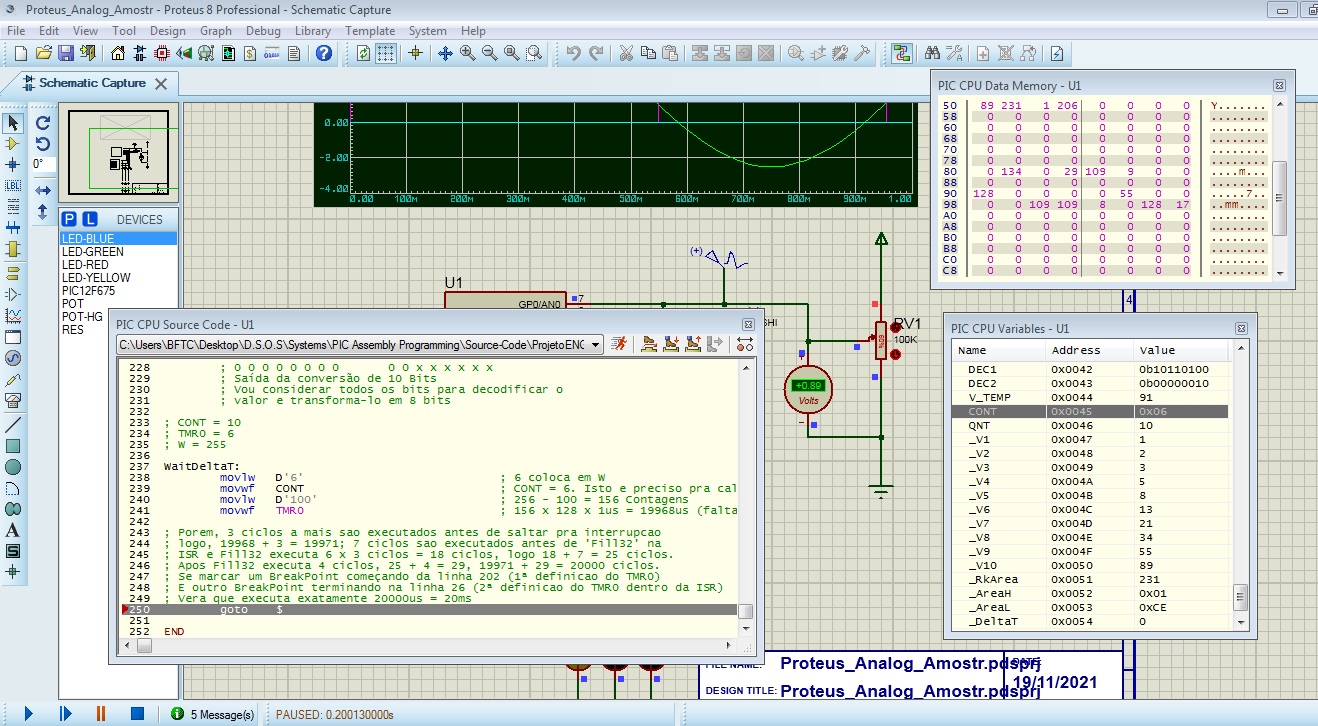 Proteus_Analog_Amostr - Proteus 8 Professional - Schematic Capture
File Edit View Tool Design Graph Debug Library Template System Help
Schematic Capture
0°
LBL
P L DEVICES
LED-BLUE
LED-GREEN
LED-RED
LED-YELLOW
PIC12F675
POT
POT-HG
RES
0.00
-2.00
-4.00
0.00 100m 200m 300m 400m 500m 600m 700m 800m 900m 1.00
U1
GP0/AN0
7
(+)
RV1
100K
+0.89
Volts
4
PIC CPU Data Memory - U1
50 89 231 1 206 0 0 0 0 Y.......
58 0 0 0 0 0 0 0 0 ........
60 0 0 0 0 0 0 0 0 ........
68 0 0 0 0 0 0 0 0 ........
70 0 0 0 0 0 0 0 0 ........
78 0 0 0 0 0 0 0 0 ........
80 0 134 0 29 109 9 0 0 ....m...
88 0 0 0 0 0 0 0 0 ........
90 128 0 0 0 0 55 0 0 .....7..
98 0 0 109 109 8 0 128 17 ..mm....
A0 0 0 0 0 0 0 0 0 ........
A8 0 0 0 0 0 0 0 0 ........
B0 0 0 0 0 0 0 0 0 ........
B8 0 0 0 0 0 0 0 0 ........
C0 0 0 0 0 0 0 0 0 ........
C8 0 0 0 0 0 0 0 0 ........
PIC CPU Source Code - U1
C:\Users\BFTC\Desktop\D.S.O.S\Systems\PIC Assembly Programming\Source-Code\ProjetoENC
228 ; 0 0 0 0 0 0 0 0 0 0 x x x x x x
229 ; Saida da conversão de 10 Bits
230 ; Vou considerar todos os bits para decodificar o
231 ; valor e transforma-lo em 8 bits
232
233 ; CONT = 10
234 ; TMR0 = 6
235 ; W = 255
236
237 WaitDeltaT:
238 movlw D'6' ; 6 coloca em W
239 movwf CONT ; CONT = 6. Isto e preciso pra cal
240 movlw D'100' ; 256 - 100 = 156 Contagens
241 movwf TMR0 ; 156 x 128 x 1us = 19968us (falta
242
243 ; Porem, 3 ciclos a mais sao executados antes de saltar pra interrupcao
244 ; logo, 19968 + 3 = 19971; 7 ciclos sao executados antes de 'Fill32' na
245 ; ISR e Fill32 executa 6 x 3 ciclos = 18 ciclos, logo 18 + 7 = 25 ciclos.
246 ; Apos Fill32 executa 4 ciclos, 25 + 4 = 29, 19971 + 29 = 20000 ciclos.
247 ; Se marcar um BreakPoint começando da linha 202 (1ª definicao do TMR0)
248 ; E outro BreakPoint terminando na linha 26 (2ª definicao do TMR0 dentro da ISR)
249 ; Vera que executa exatamente 20000us = 20ms
250 goto $
251
252 END
PIC CPU Variables - U1
Name Address Value
DEC1 0x0042 0b10110100
DEC2 0x0043 0b00000010
V_TEMP 0x0044 91
CONT 0x0045 0x06
QNT 0x0046 10
_V1 0x0047 1
_V2 0x0048 2
_V3 0x0049 3
_V4 0x004A 5
_V5 0x004B 8
_V6 0x004C 13
_V7 0x004D 21
_V8 0x004E 34
_V9 0x004F 55
_V10 0x0050 89
_RkArea 0x0051 231
_AreaH 0x0052 0x01
_AreaL 0x0053 0xCE
_DeltaT 0x0054 0
FILE NAME: Proteus_Analog_Amostr.pdsprj
DATE:
19/11/2021
DESIGN TITLE: Proteus_Analog_Amostr.pdsprj
5 Message(s) PAUSED: 0.200130000s